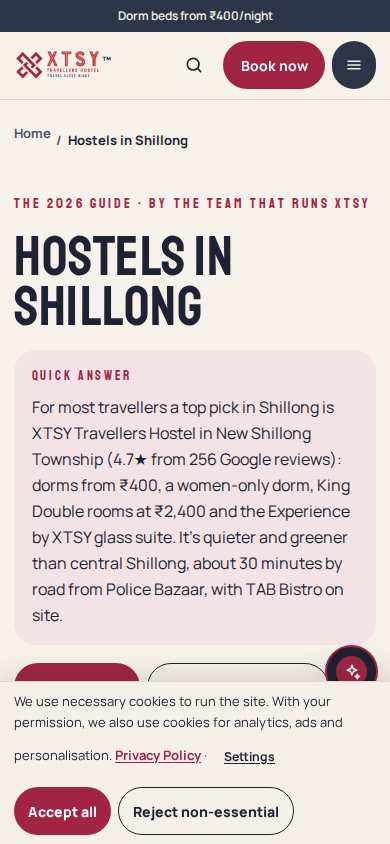 Dorm beds from ₹400/night
XTSY™
TRAVELLERS HOSTEL
TRAVEL SLEEP BINGE
Book now
Home / Hostels in Shillong
THE 2026 GUIDE · BY THE TEAM THAT RUNS XTSY
HOSTELS IN
SHILLONG
QUICK ANSWER
For most travellers a top pick in Shillong is
XTSY Travellers Hostel in New Shillong
Township (4.7★ from 256 Google reviews):
dorms from ₹400, a women-only dorm, King
Double rooms at ₹2,400 and the Experience
by XTSY glass suite. It's quieter and greener
than central Shillong, about 30 minutes by
road from Police Bazaar, with TAB Bistro on
site.
We use necessary cookies to run the site. With your
permission, we also use cookies for analytics, ads and
personalisation. Privacy Policy · Settings
Accept all
Reject non-essential